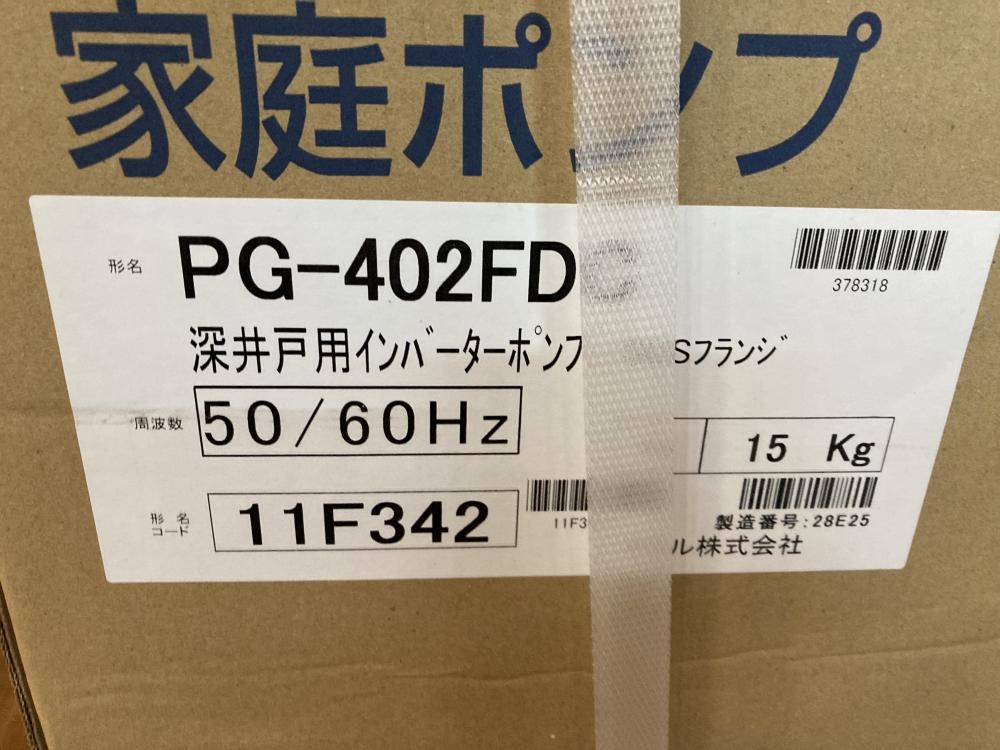 家庭ポンプ
形名 PG-402FD
378318
深井戸用インバーターポンプ Sフランジ
周波数 50/60Hz
15 Kg
形名コード 11F342
11F3
製造番号:28E25
ル株式会社